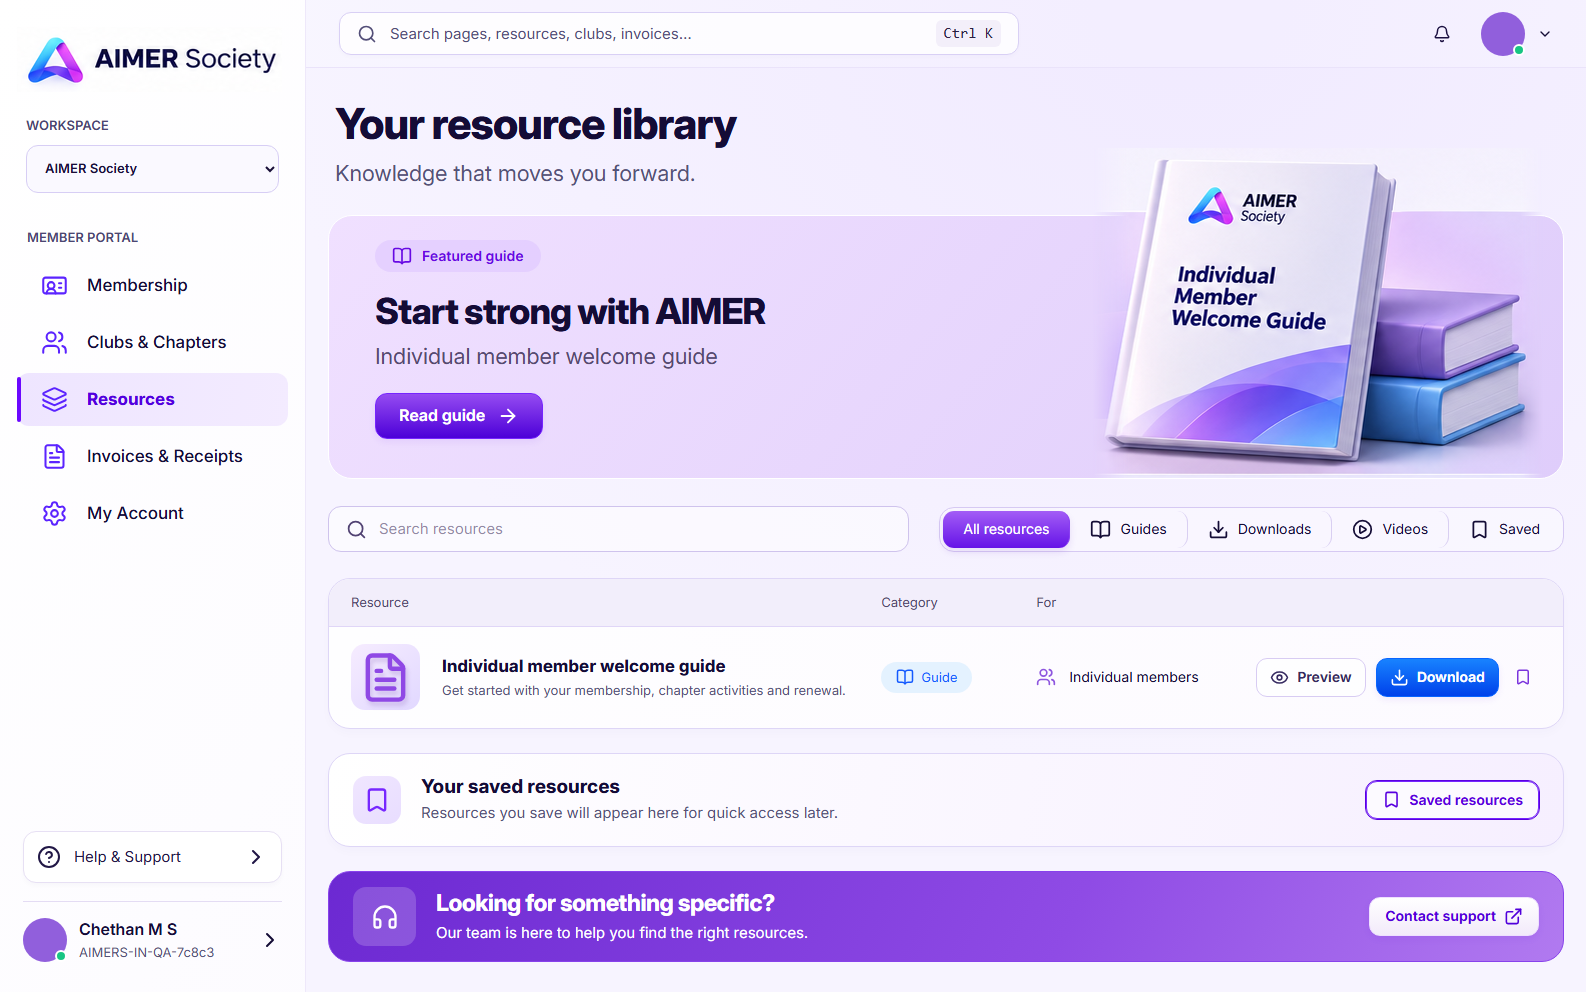 AIMER Society
WORKSPACE
AIMER Society
MEMBER PORTAL
Membership
Clubs & Chapters
Resources
Invoices & Receipts
My Account
Help & Support
Chethan M S
AIMERS-IN-QA-7c8c3
Search pages, resources, clubs, invoices...
Ctrl K
Your resource library
Knowledge that moves you forward.
Featured guide
Start strong with AIMER
Individual member welcome guide
Read guide
AIMER
Society
Individual
Member
Welcome Guide
Search resources
All resources
Guides
Downloads
Videos
Saved
Resource
Category
For
Individual member welcome guide
Get started with your membership, chapter activities and renewal.
Guide
Individual members
Preview
Download
Your saved resources
Resources you save will appear here for quick access later.
Saved resources
Looking for something specific?
Our team is here to help you find the right resources.
Contact support